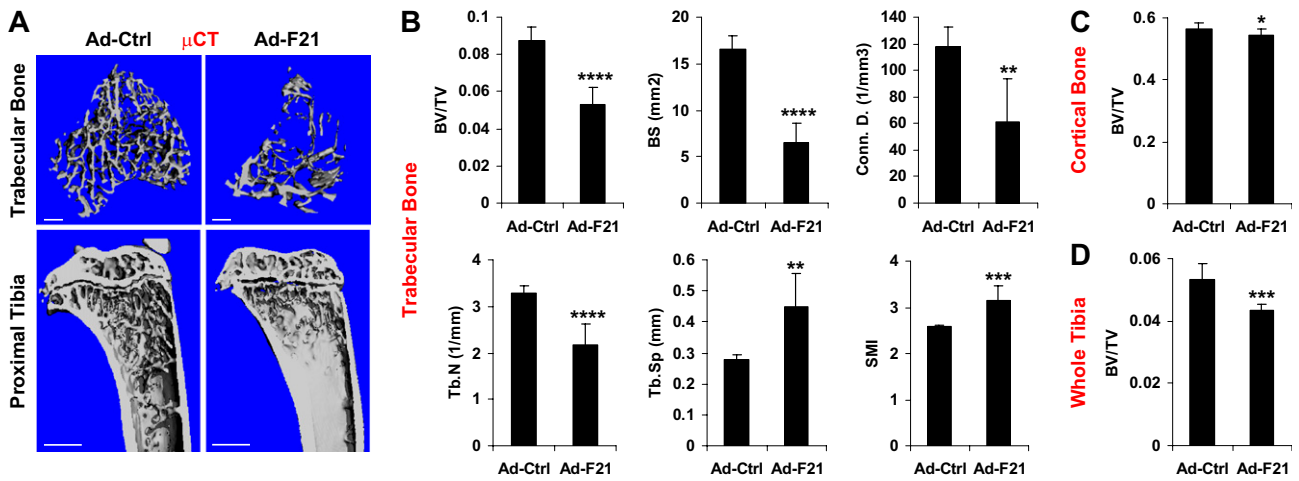 A
Ad-Ctrl
μCT
Ad-F21
Trabecular Bone
Proximal Tibia
B
Trabecular Bone
BV/TV
0.1
0.08
0.06
0.04
0.02
0
****
Ad-Ctrl Ad-F21
BS (mm2)
20
15
10
5
0
****
Ad-Ctrl Ad-F21
Conn. D. (1/mm3)
140
120
100
80
60
40
20
0
**
Ad-Ctrl Ad-F21
Tb.N (1/mm)
4
3
2
1
0
****
Ad-Ctrl Ad-F21
Tb.Sp (mm)
0.6
0.5
0.4
0.3
0.2
0.1
0
**
Ad-Ctrl Ad-F21
SMI
4
3
2
1
0
***
Ad-Ctrl Ad-F21
C
Cortical Bone
BV/TV
0.6
0.4
0.2
0
*
Ad-Ctrl Ad-F21
D
Whole Tibia
BV/TV
0.06
0.04
0.02
0
***
Ad-Ctrl Ad-F21